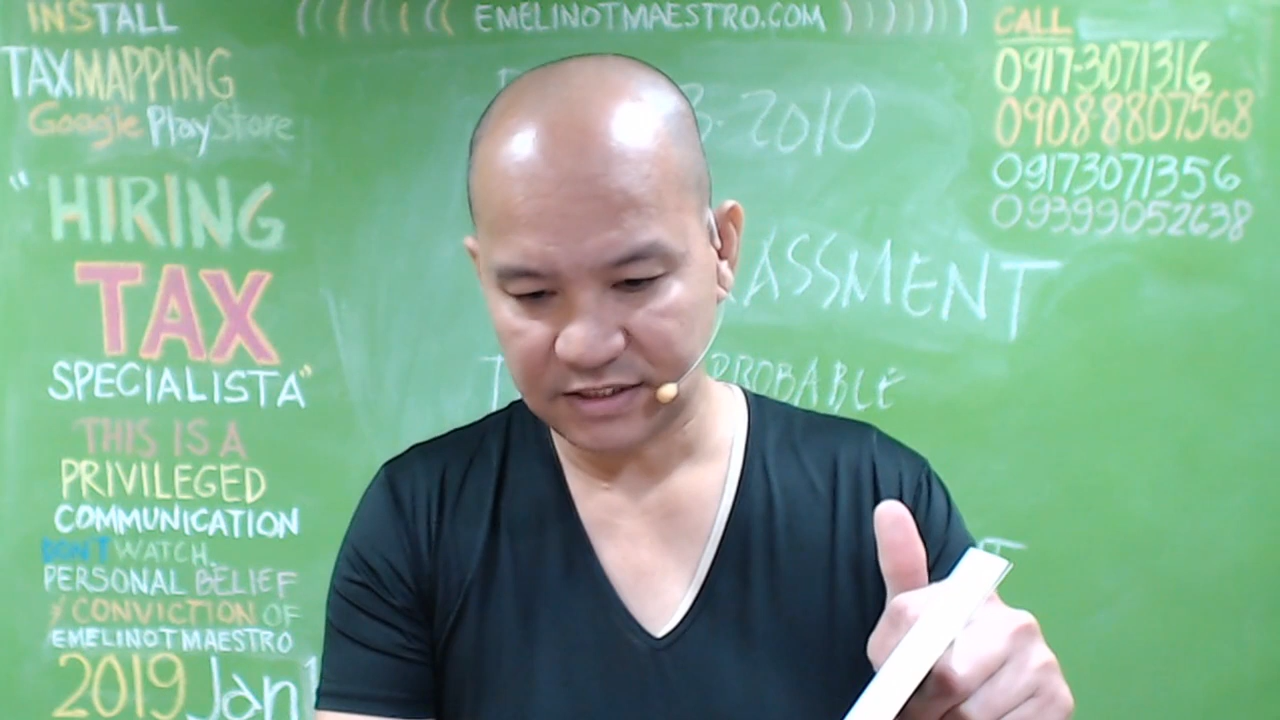 INSTALL
TAXMAPPING
Google PlayStore
"HIRING
TAX
SPECIALISTA"
THIS IS A
PRIVILEGED
COMMUNICATION
DON'T WATCH.
PERSONAL BELIEF
& CONVICTION OF
EMELINOTMAESTRO
2019 Jan
((((( EMELINOTMAESTRO.COM ))))))
3-2010
ASSMENT
PROBABLE
CALL
0917-3071316
0908-8807568
09173071356
09399052638